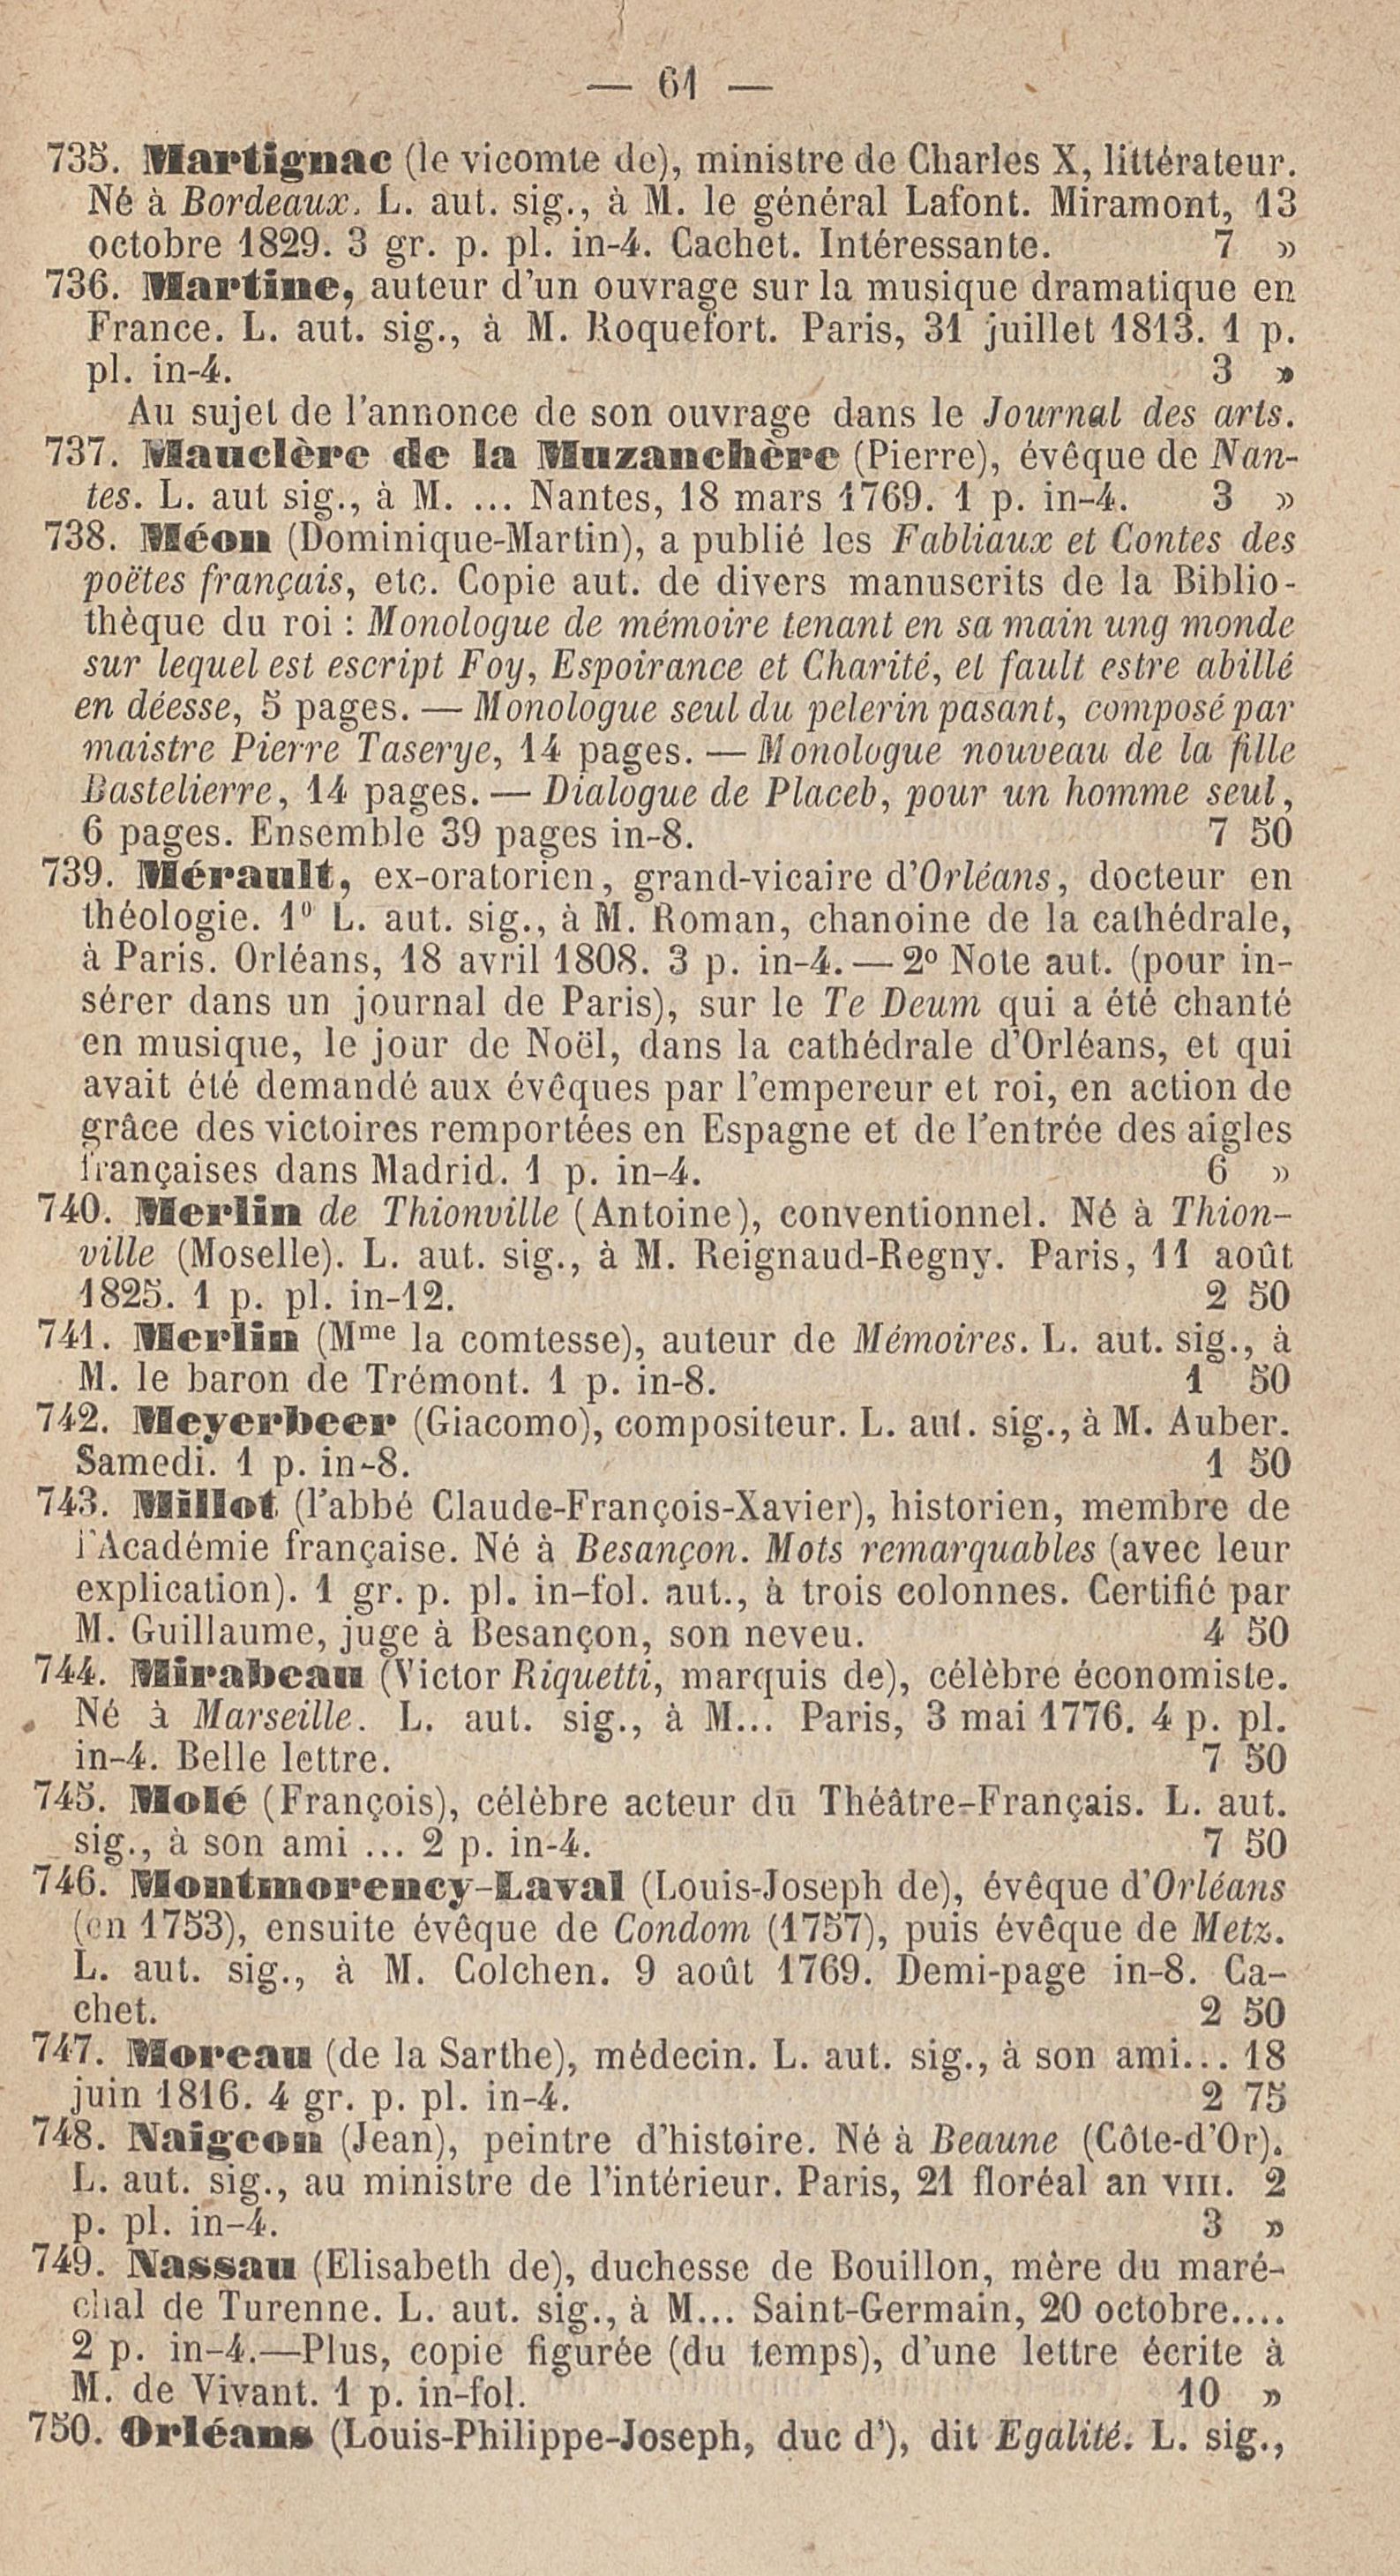 — 61 —
735. Martignac (le vicomte de), ministre de Charles X, littérateur.
Né à Bordeaux. L. aut. sig., à M. le général Lafont. Miramont, 13
octobre 1829. 3 gr. p. pl. in-4. Cachet. Intéressante. 7 »
736. Martine, auteur d'un ouvrage sur la musique dramatique en
France. L. aut. sig., à M. Roquefort. Paris, 31 juillet 1813. 1 p.
pl. in-4. 3 »
Au sujet de l'annonce de son ouvrage dans le Journal des arts.
737. Mauclère de la Muzanchère (Pierre), évêque de Nan-
tes. L. aut sig., à M. ... Nantes, 18 mars 1769. 1 p. in-4. 3 »
738. Méon (Dominique-Martin), a publié les Fabliaux et Contes des
poëtes français, etc. Copie aut. de divers manuscrits de la Biblio-
thèque du roi : Monologue de mémoire tenant en sa main ung monde
sur lequel est escript Foy, Espoirance et Charité, et fault estre abillé
en déesse, 5 pages. — Monologue seul du pelerin pasant, composé par
maistre Pierre Taserye, 14 pages. — Monologue nouveau de la fille
Bastelierre, 14 pages. — Dialogue de Placeb, pour un homme seul,
6 pages. Ensemble 39 pages in-8. 7 50
739. Mérault, ex-oratorien, grand-vicaire d'Orléans, docteur en
théologie. 1º L. aut. sig., à M. Roman, chanoine de la cathédrale,
à Paris. Orléans, 18 avril 1808. 3 p. in-4. — 2º Note aut. (pour in-
sérer dans un journal de Paris), sur le Te Deum qui a été chanté
en musique, le jour de Noël, dans la cathédrale d'Orléans, et qui
avait été demandé aux évêques par l'empereur et roi, en action de
grâce des victoires remportées en Espagne et de l'entrée des aigles
françaises dans Madrid. 1 p. in-4. 6 »
740. Merlin de Thionville (Antoine), conventionnel. Né à Thion-
ville (Moselle). L. aut. sig., à M. Reignaud-Regny. Paris, 11 août
1825. 1 p. pl. in-12. 2 50
741. Merlin (Mme la comtesse), auteur de Mémoires. L. aut. sig., à
M. le baron de Trémont. 1 p. in-8. 1 50
742. Meyerbeer (Giacomo), compositeur. L. aut. sig., à M. Auber.
Samedi. 1 p. in-8. 1 50
743. Millot (l'abbé Claude-François-Xavier), historien, membre de
l'Académie française. Né à Besançon. Mots remarquables (avec leur
explication). 1 gr. p. pl. in-fol. aut., à trois colonnes. Certifié par
M. Guillaume, juge à Besançon, son neveu. 4 50
744. Mirabeau (Victor Riquetti, marquis de), célèbre économiste.
Né à Marseille. L. aut. sig., à M... Paris, 3 mai 1776. 4 p. pl.
in-4. Belle lettre. 7 50
745. Molé (François), célèbre acteur du Théâtre-Français. L. aut.
sig., à son ami ... 2 p. in-4. 7 50
746. Montmorency-Laval (Louis-Joseph de), évêque d'Orléans
(en 1753), ensuite évêque de Condom (1757), puis évêque de Metz.
L. aut. sig., à M. Colchen. 9 août 1769. Demi-page in-8. Ca-
chet. 2 50
747. Moreau (de la Sarthe), médecin. L. aut. sig., à son ami... 18
juin 1816. 4 gr. p. pl. in-4. 2 75
748. Naigeon (Jean), peintre d'histoire. Né à Beaune (Côte-d'Or).
L. aut. sig., au ministre de l'intérieur. Paris, 21 floréal an VIII. 2
p. pl. in-4. 3 »
749. Nassau (Elisabeth de), duchesse de Bouillon, mère du maré-
chal de Turenne. L. aut. sig., à M... Saint-Germain, 20 octobre....
2 p. in-4.—Plus, copie figurée (du temps), d'une lettre écrite à
M. de Vivant. 1 p. in-fol. 10 »
750. Orléans (Louis-Philippe-Joseph, duc d'), dit Egalité. L. sig.,